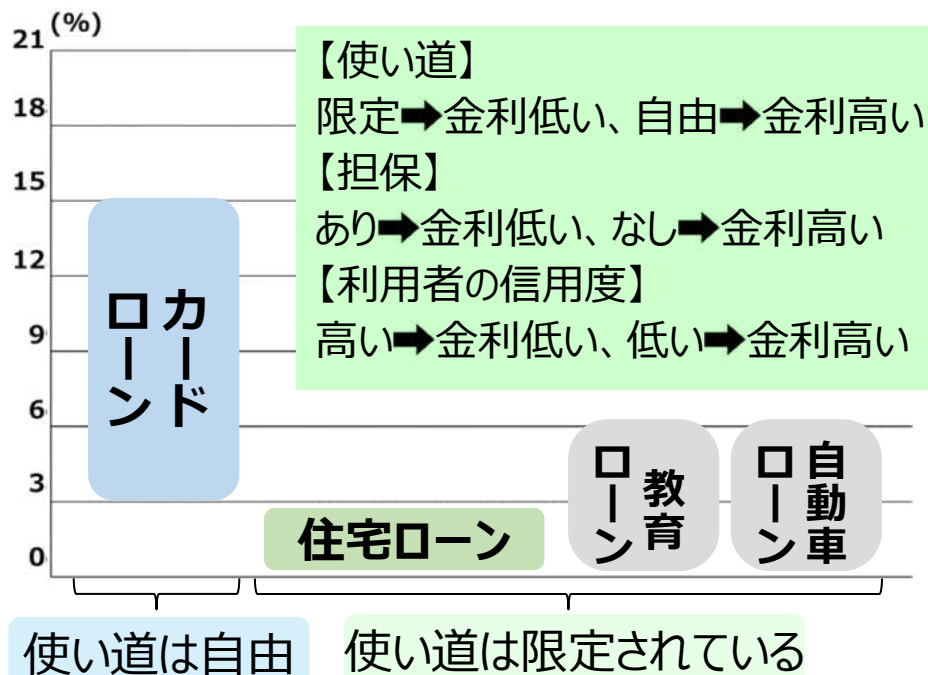 (%)
21
18
15
12
9
6
3
0
【使い道】
限定➡金利低い、自由➡金利高い
【担保】
あり➡金利低い、なし➡金利高い
【利用者の信用度】
高い➡金利低い、低い➡金利高い
カード
ローン
住宅ローン
教育
ローン
自動車
ローン
使い道は自由
使い道は限定されている